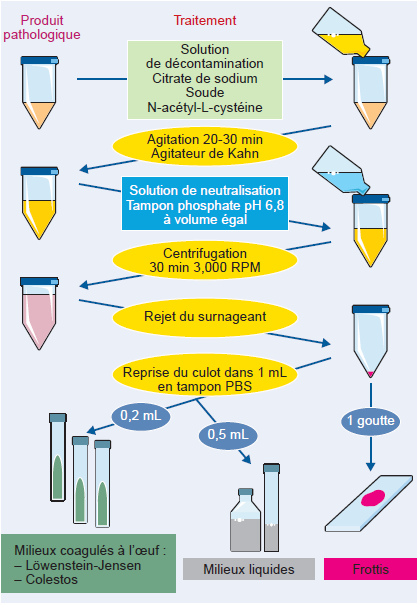 Produit
pathologique
Traitement
Solution
de décontamination
Citrate de sodium
Soude
N-acétyl-L-cystéine
Agitation 20-30 min
Agitateur de Kahn
Solution de neutralisation
Tampon phosphate pH 6,8
à volume égal
Centrifugation
30 min 3,000 RPM
Rejet du surnageant
Reprise du culot dans 1 mL
en tampon PBS
0,2 mL
0,5 mL
1 goutte
Milieux coagulés à l'œuf :
– Löwenstein-Jensen
– Colestos
Milieux liquides
Frottis